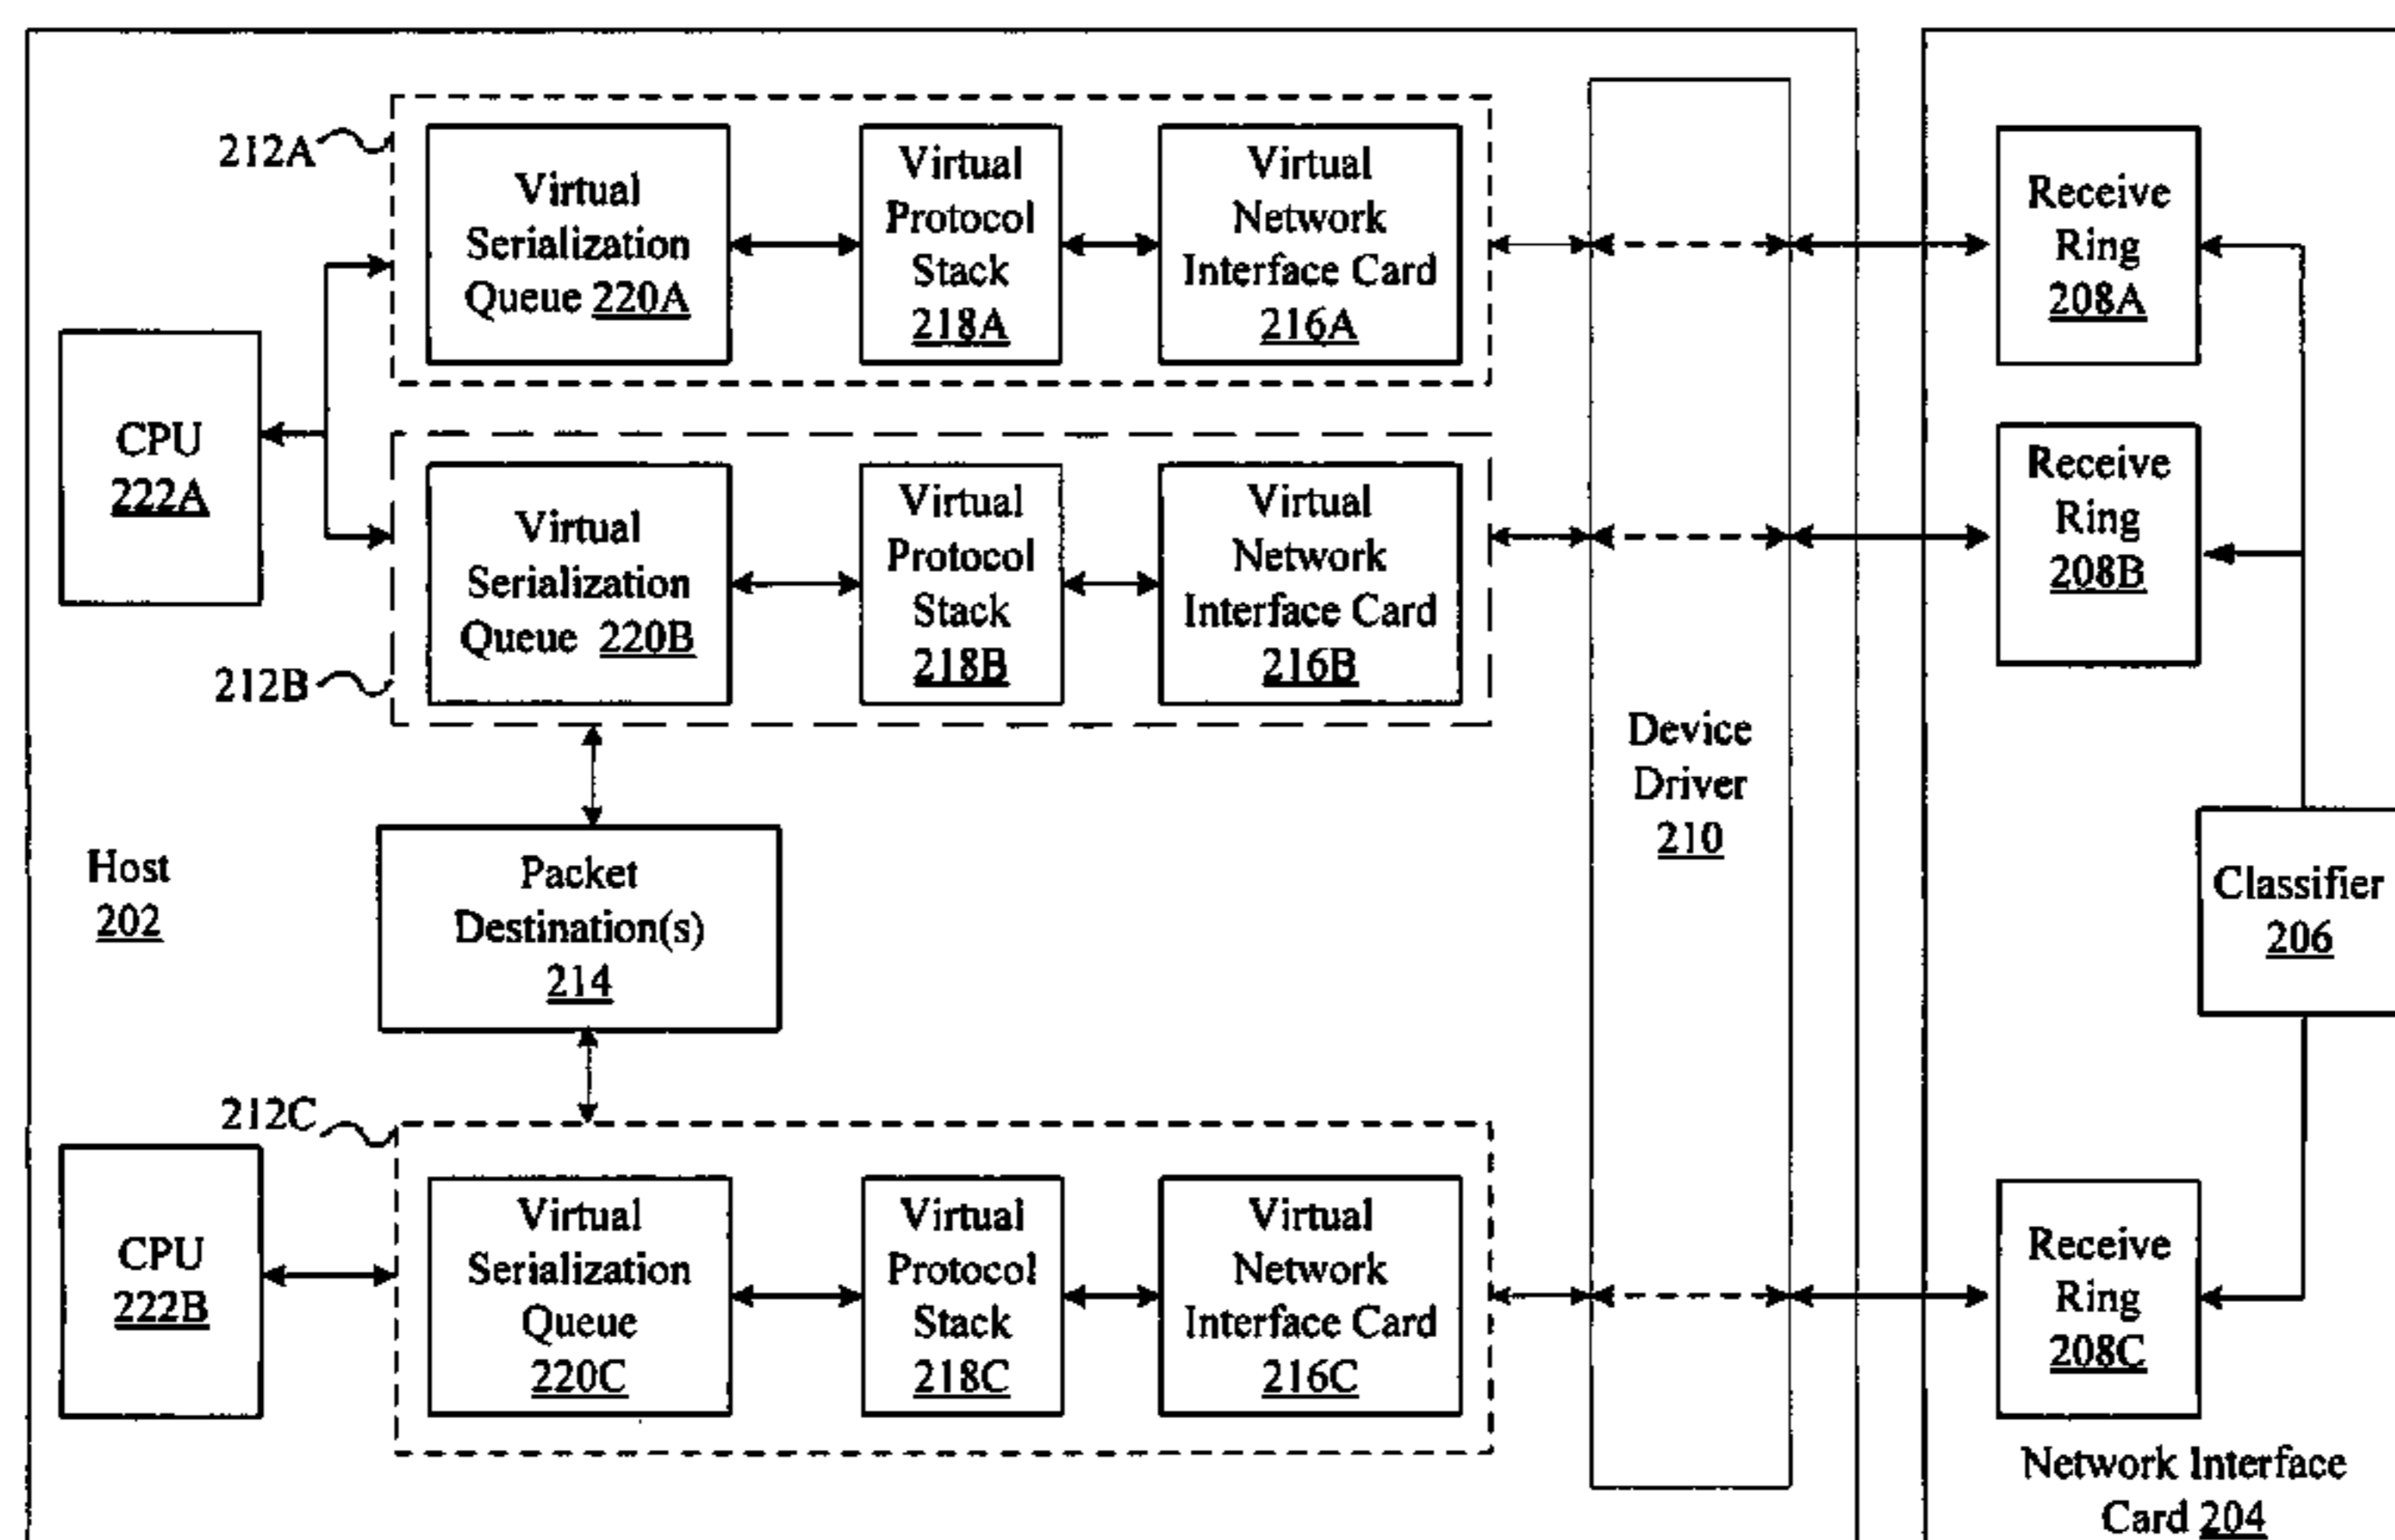 212A
Virtual
Serialization
Queue 220A
Virtual
Protocol
Stack
218A
Virtual
Network
Interface Card
216A
Receive
Ring
208A
CPU
222A
Virtual
Serialization
Queue 220B
Virtual
Protocol
Stack
218B
Virtual
Network
Interface Card
216B
Receive
Ring
208B
212B
Device
Driver
210
Host
202
Packet
Destination(s)
214
Classifier
206
212C
CPU
222B
Virtual
Serialization
Queue
220C
Virtual
Protocol
Stack
218C
Virtual
Network
Interface Card
216C
Receive
Ring
208C
Network Interface
Card 204